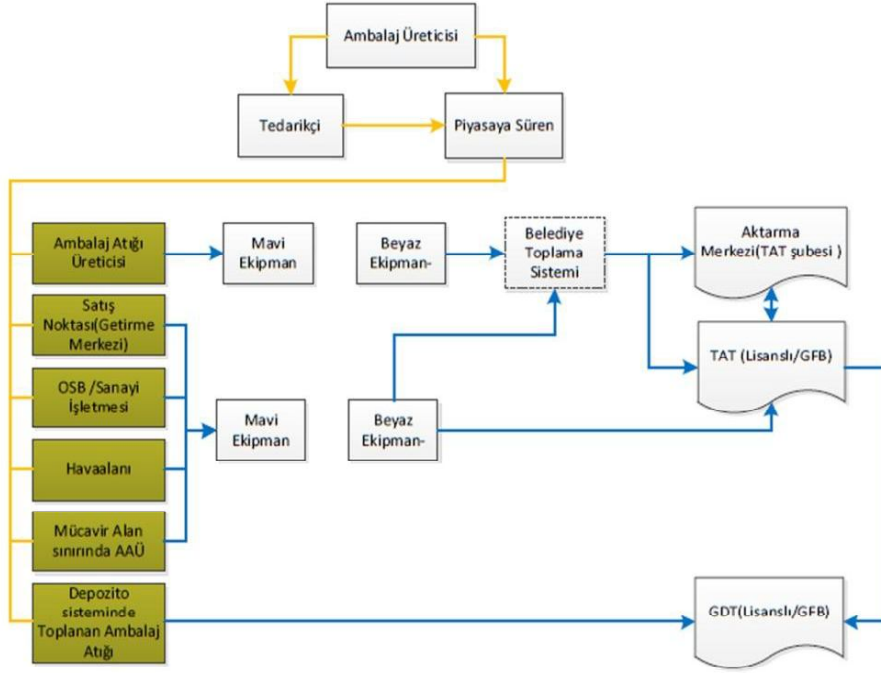 Ambalaj Üreticisi
Tedarikçi
Piyasaya Süren
Ambalaj Atığı
Üreticisi
Mavi
Ekipman
Beyaz
Ekipman-
Belediye
Toplama
Sistemi
Aktarma
Merkezi(TAT şubesi )
Satış
Noktası(Getirme
Merkezi)
TAT (Lisanslı/GFB)
OSB /Sanayi
İşletmesi
Mavi
Ekipman
Beyaz
Ekipman-
Havaalanı
Mücavir Alan
sınırında AAÜ
Depozito
sisteminde
Toplanan Ambalaj
Atığı
GDT(Lisanslı/GFB)